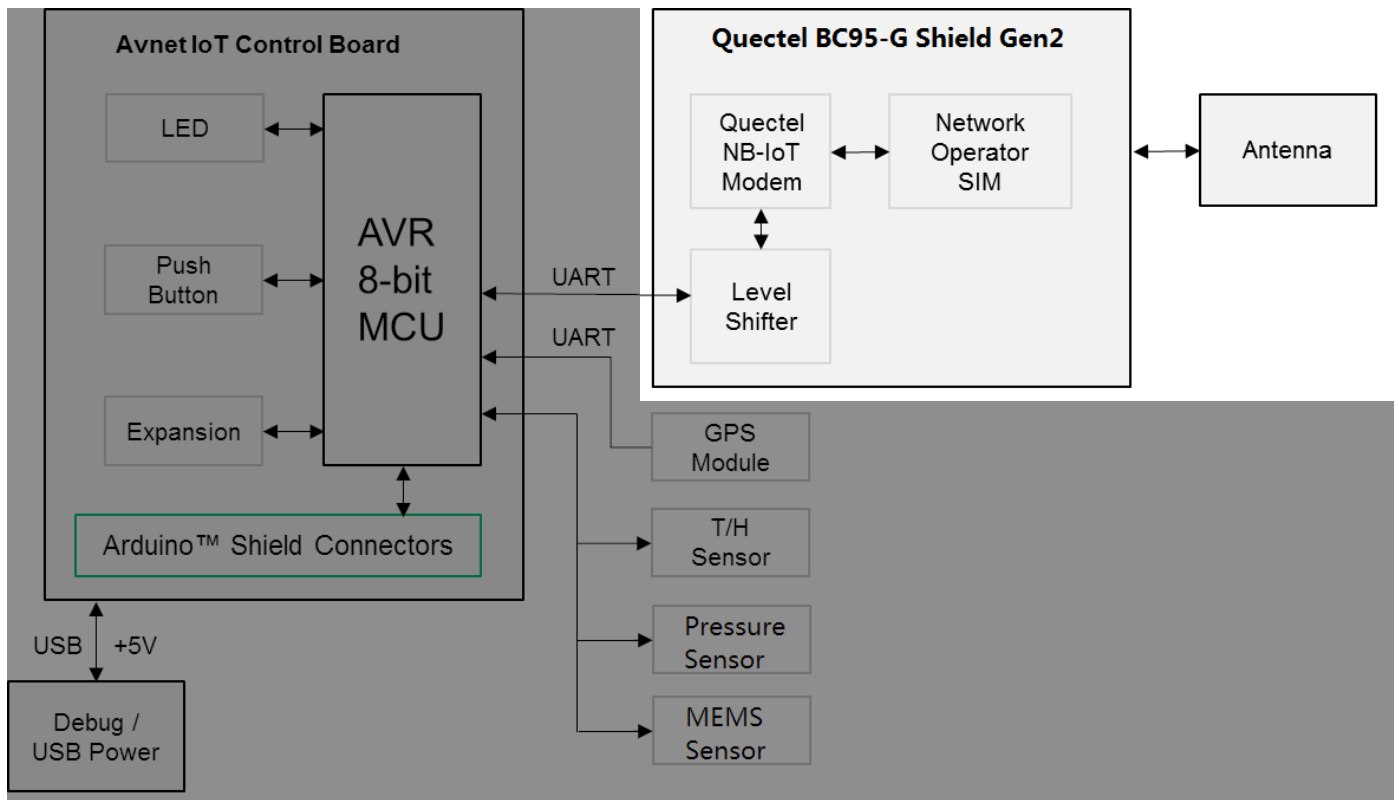 Avnet IoT Control Board
LED
Push
Button
Expansion
AVR
8-bit
MCU
Arduino™ Shield Connectors
USB
+5V
Debug /
USB Power
UART
UART
Quectel BC95-G Shield Gen2
Quectel
NB-IoT
Modem
Network
Operator
SIM
Level
Shifter
Antenna
GPS
Module
T/H
Sensor
Pressure
Sensor
MEMS
Sensor